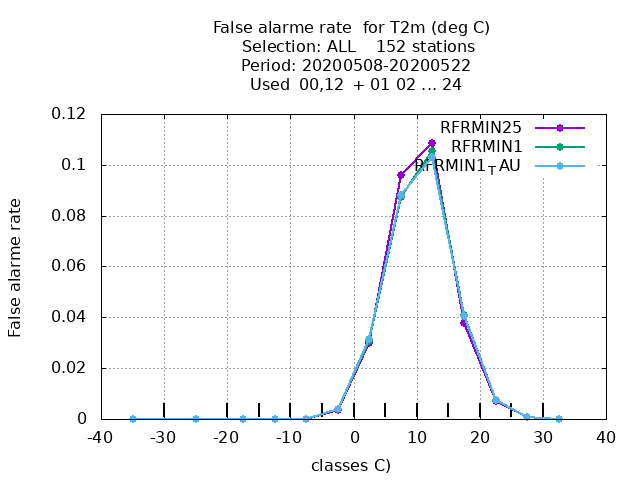 False alarme rate  for T2m (deg C)
Selection: ALL    152 stations
Period: 20200508-20200522
Used  00,12  + 01 02 ... 24
RFRMIN25
RFRMIN1
RFRMIN1TAU
0.12
0.1
0.08
0.06
0.04
0.02
0
-40 -30 -20 -10 0 10 20 30 40
False alarme rate
classes C)